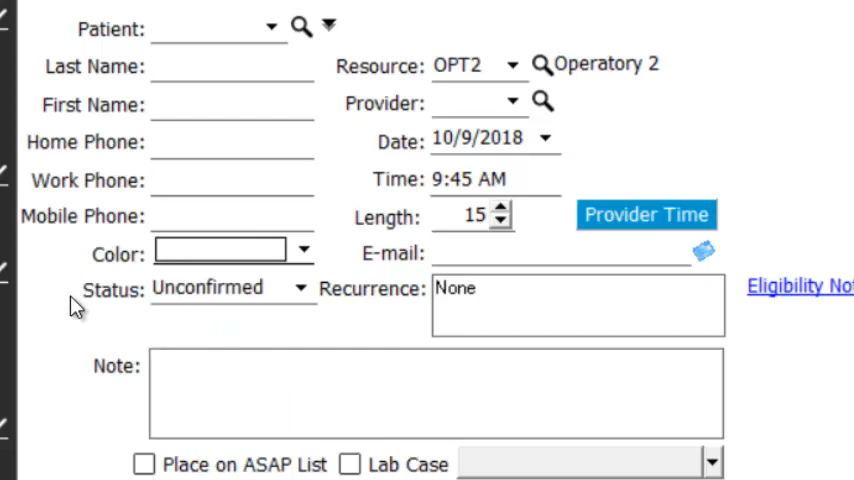 Patient:
Last Name: Resource: OPT2 Operatory 2
First Name: Provider:
Home Phone: Date: 10/9/2018
Work Phone: Time: 9:45 AM
Mobile Phone: Length: 15 Provider Time
Color: E-mail:
Status: Unconfirmed Recurrence: None Eligibility
Note:
Place on ASAP List Lab Case